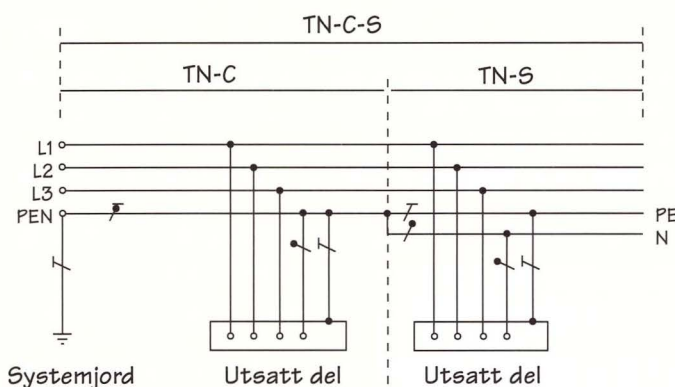 TN-C-S
TN-C TN-S
L1
L2
L3
PEN PE
N
Systemjord Utsatt del Utsatt del